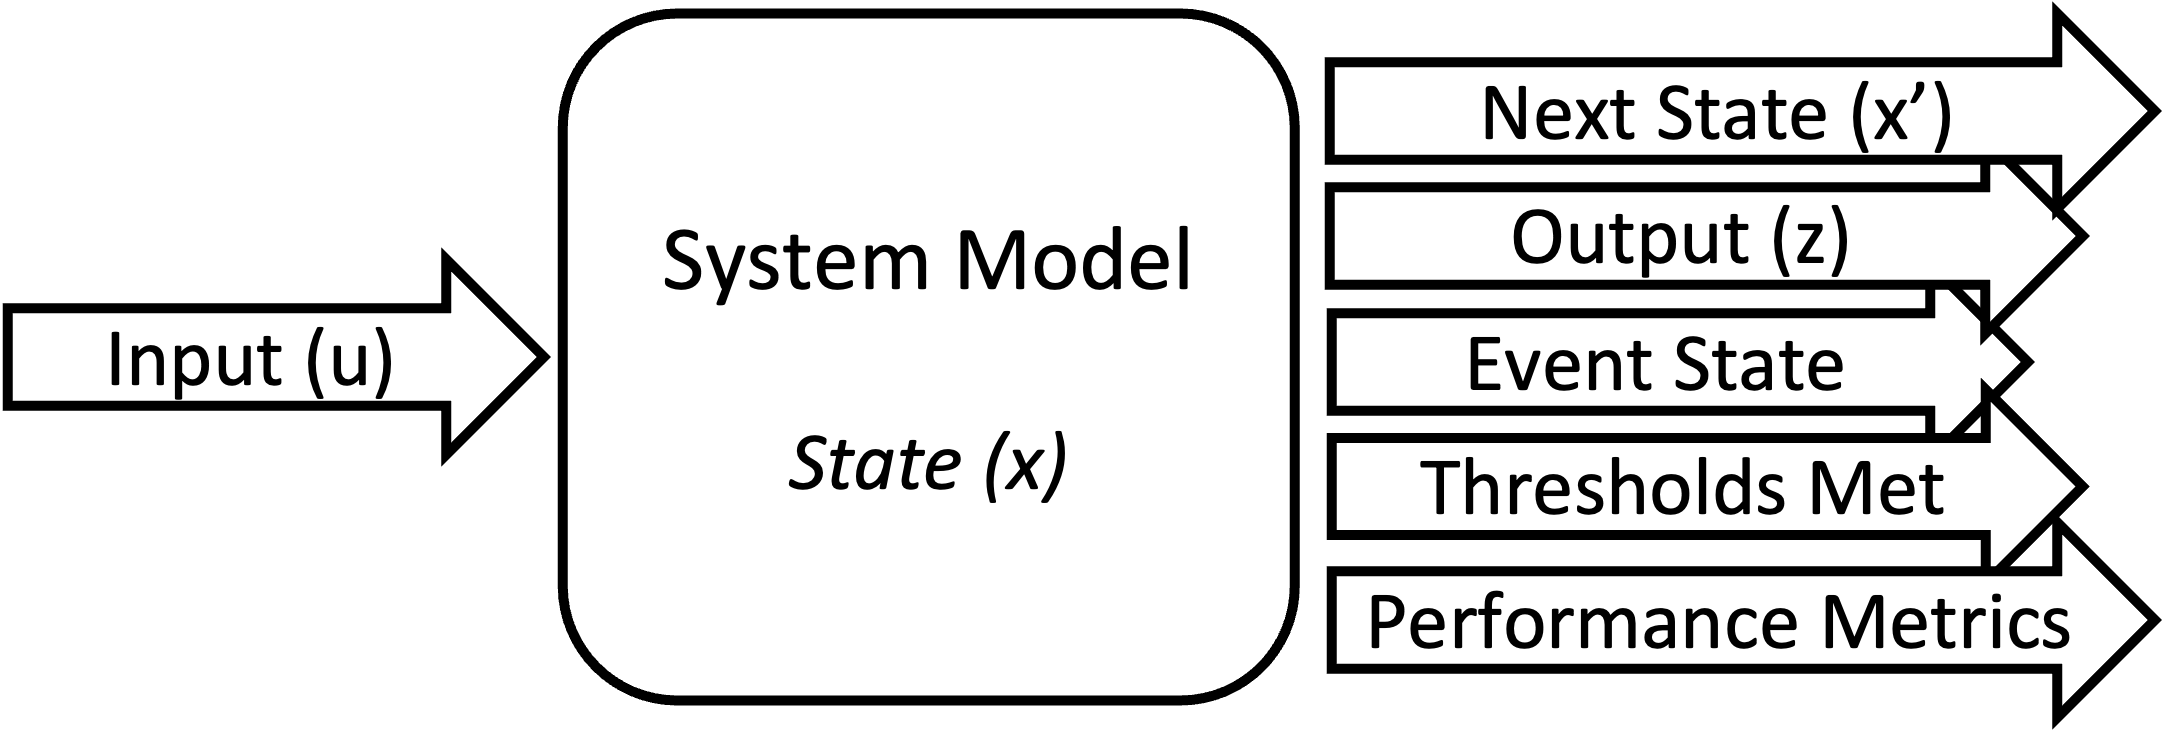 Input (u)
System Model
State (x)
Next State (x’)
Output (z)
Event State
Thresholds Met
Performance Metrics